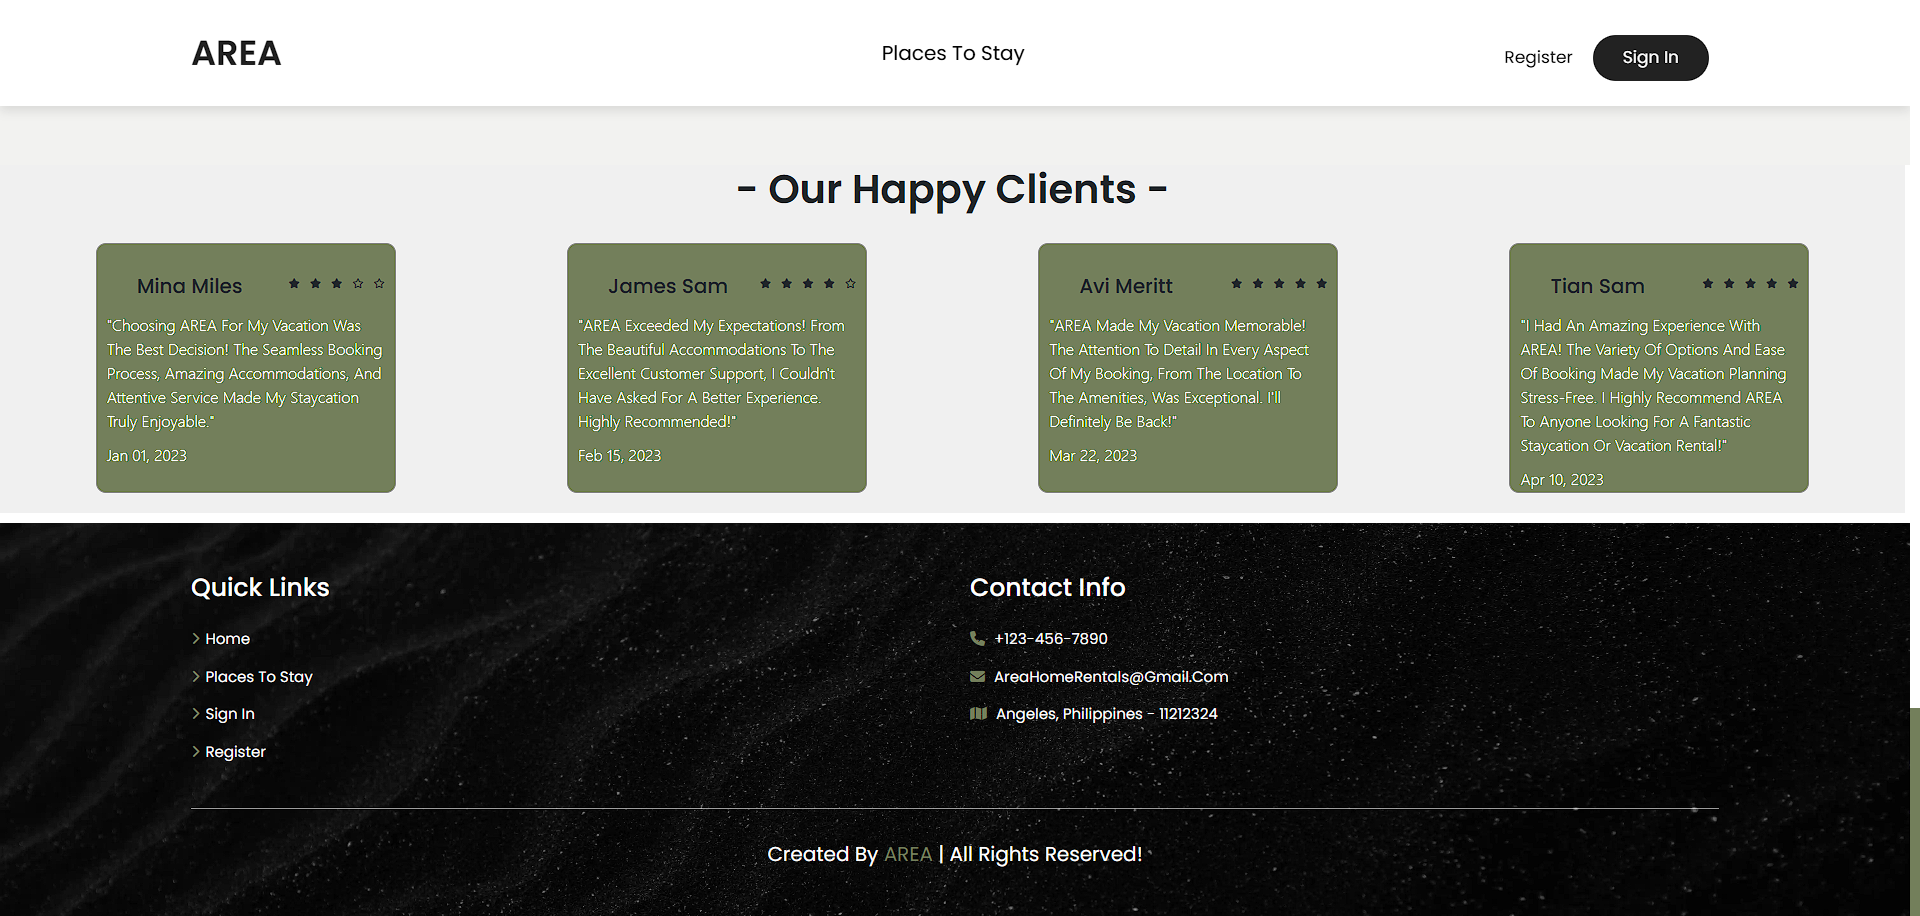 AREA
Places To Stay
Register
Sign In
- Our Happy Clients -
Mina Miles
"Choosing AREA For My Vacation Was
The Best Decision! The Seamless Booking
Process, Amazing Accommodations, And
Attentive Service Made My Staycation
Truly Enjoyable."
Jan 01, 2023
James Sam
"AREA Exceeded My Expectations! From
The Beautiful Accommodations To The
Excellent Customer Support, I Couldn't
Have Asked For A Better Experience.
Highly Recommended!"
Feb 15, 2023
Avi Meritt
"AREA Made My Vacation Memorable!
The Attention To Detail In Every Aspect
Of My Booking, From The Location To
The Amenities, Was Exceptional. I'll
Definitely Be Back!"
Mar 22, 2023
Tian Sam
"I Had An Amazing Experience With
AREA! The Variety Of Options And Ease
Of Booking Made My Vacation Planning
Stress-Free. I Highly Recommend AREA
To Anyone Looking For A Fantastic
Staycation Or Vacation Rental!"
Apr 10, 2023
Quick Links
Home
Places To Stay
Sign In
Register
Contact Info
+123-456-7890
AreaHomeRentals@Gmail.Com
Angeles, Philippines - 11212324
Created By AREA | All Rights Reserved!